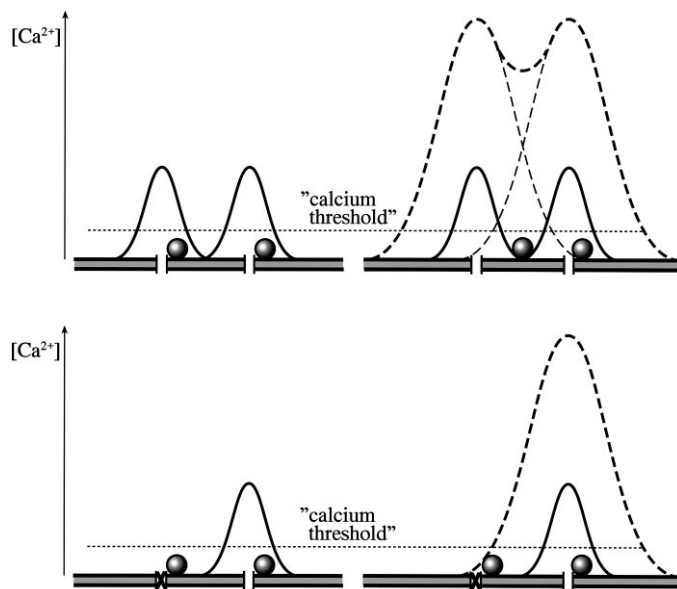 [Ca²⁺]
”calcium
threshold”
[Ca²⁺]
”calcium
threshold”